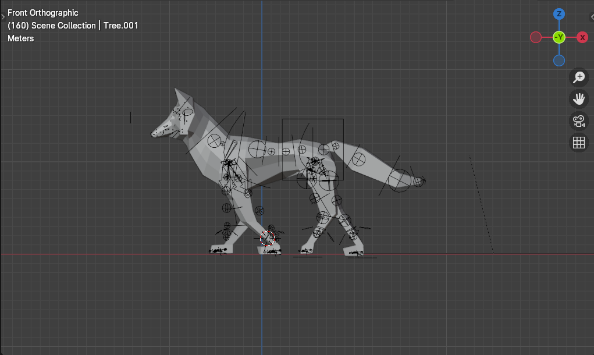 Front Orthographic
(160) Scene Collection | Tree.001
Meters
Z
-Y
X